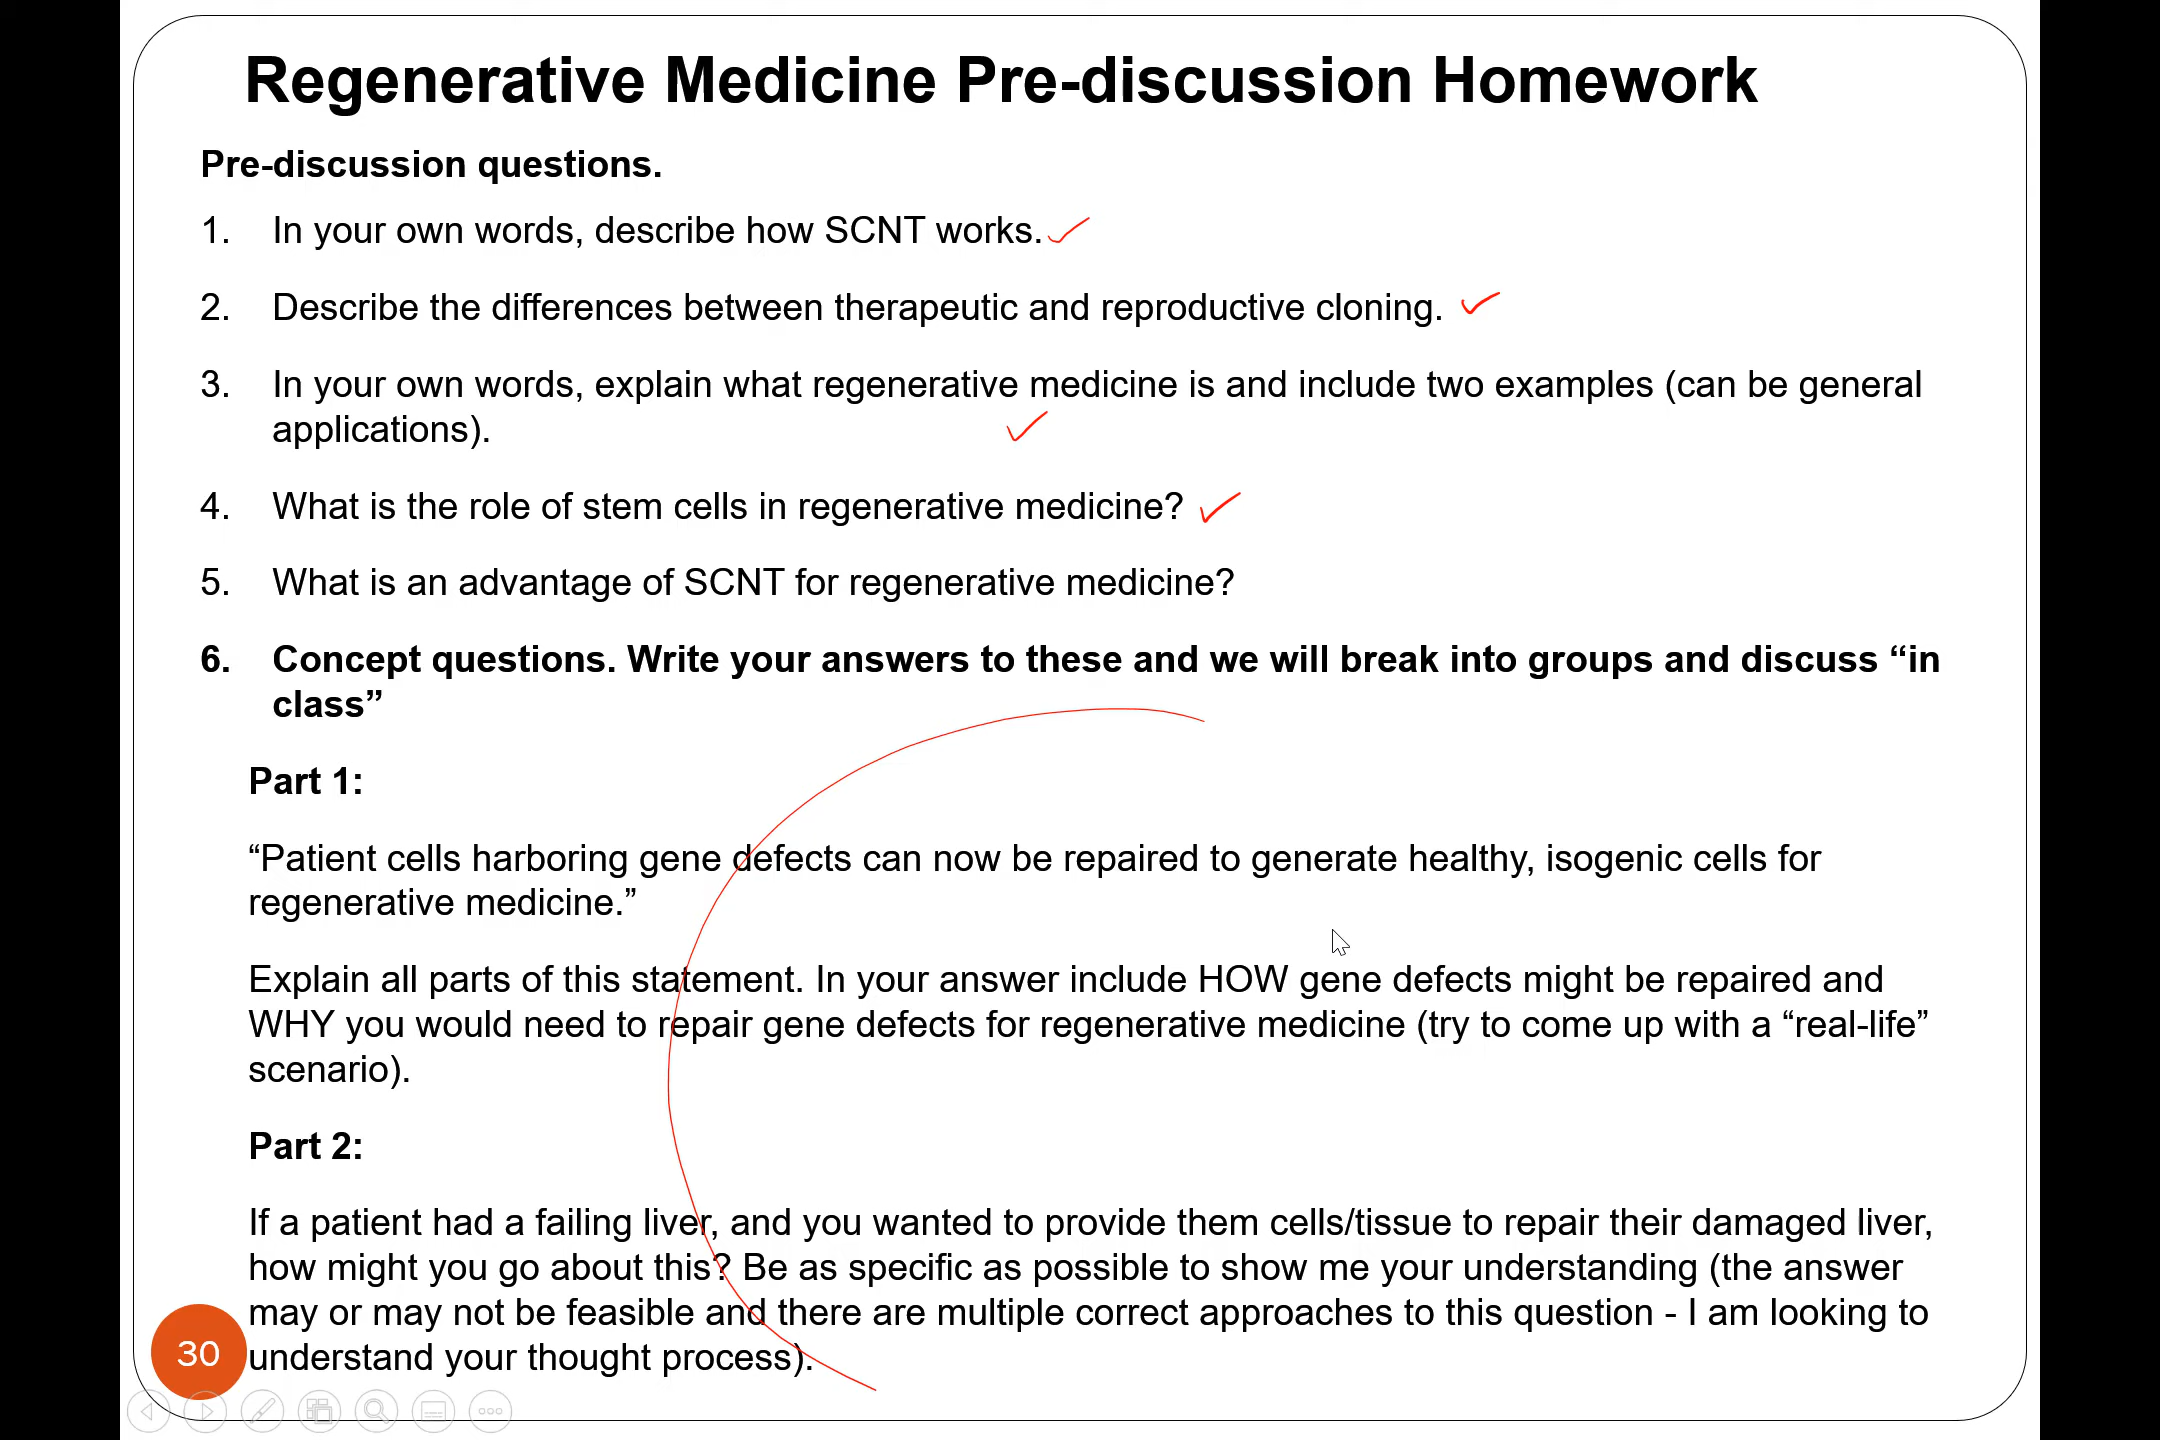 Regenerative Medicine Pre-discussion Homework
Pre-discussion questions.
1. In your own words, describe how SCNT works.
2. Describe the differences between therapeutic and reproductive cloning.
3. In your own words, explain what regenerative medicine is and include two examples (can be general
applications).
4. What is the role of stem cells in regenerative medicine?
5. What is an advantage of SCNT for regenerative medicine?
6. Concept questions. Write your answers to these and we will break into groups and discuss “in
class”
Part 1:
“Patient cells harboring gene defects can now be repaired to generate healthy, isogenic cells for
regenerative medicine.”
Explain all parts of this statement. In your answer include HOW gene defects might be repaired and
WHY you would need to repair gene defects for regenerative medicine (try to come up with a “real-life”
scenario).
Part 2:
If a patient had a failing liver, and you wanted to provide them cells/tissue to repair their damaged liver,
how might you go about this? Be as specific as possible to show me your understanding (the answer
may or may not be feasible and there are multiple correct approaches to this question - I am looking to
understand your thought process).
30